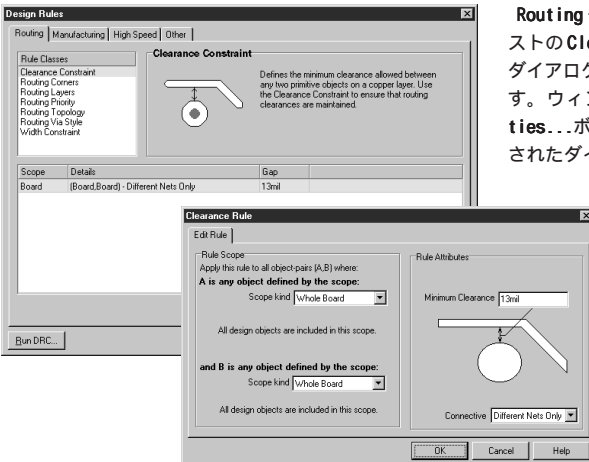 Design Rules
Routing
Manufacturing
High Speed
Other
Rule Classes
Clearance Constraint
Routing Corners
Routing Layers
Routing Priority
Routing Topology
Routing Via Style
Width Constraint
Clearance Constraint
Defines the minimum clearance allowed between
any two primitive objects on a copper layer. Use
the Clearance Constraint to ensure that routing
clearances are maintained.
Scope Details Gap
Board (Board,Board) - Different Nets Only 13mil
Run DRC...
Clearance Rule
Edit Rule
Rule Scope
Apply this rule to all object-pairs (A,B) where:
A is any object defined by the scope:
Scope kind Whole Board
All design objects are included in this scope.
and B is any object defined by the scope:
Scope kind Whole Board
All design objects are included in this scope.
Rule Attributes
Minimum Clearance 13mil
Connective Different Nets Only
OK Cancel Help
Routing
ストのCle
ダイアログ
す。ウィン
ties...ボ
されたダイ